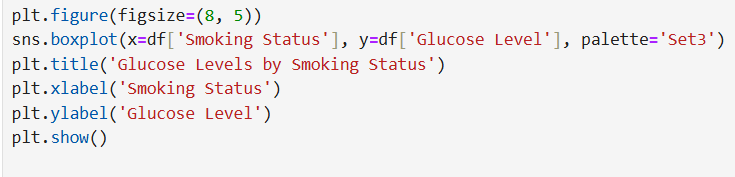 plt.figure(figsize=(8, 5))
sns.boxplot(x=df['Smoking Status'], y=df['Glucose Level'], palette='Set3')
plt.title('Glucose Levels by Smoking Status')
plt.xlabel('Smoking Status')
plt.ylabel('Glucose Level')
plt.show()